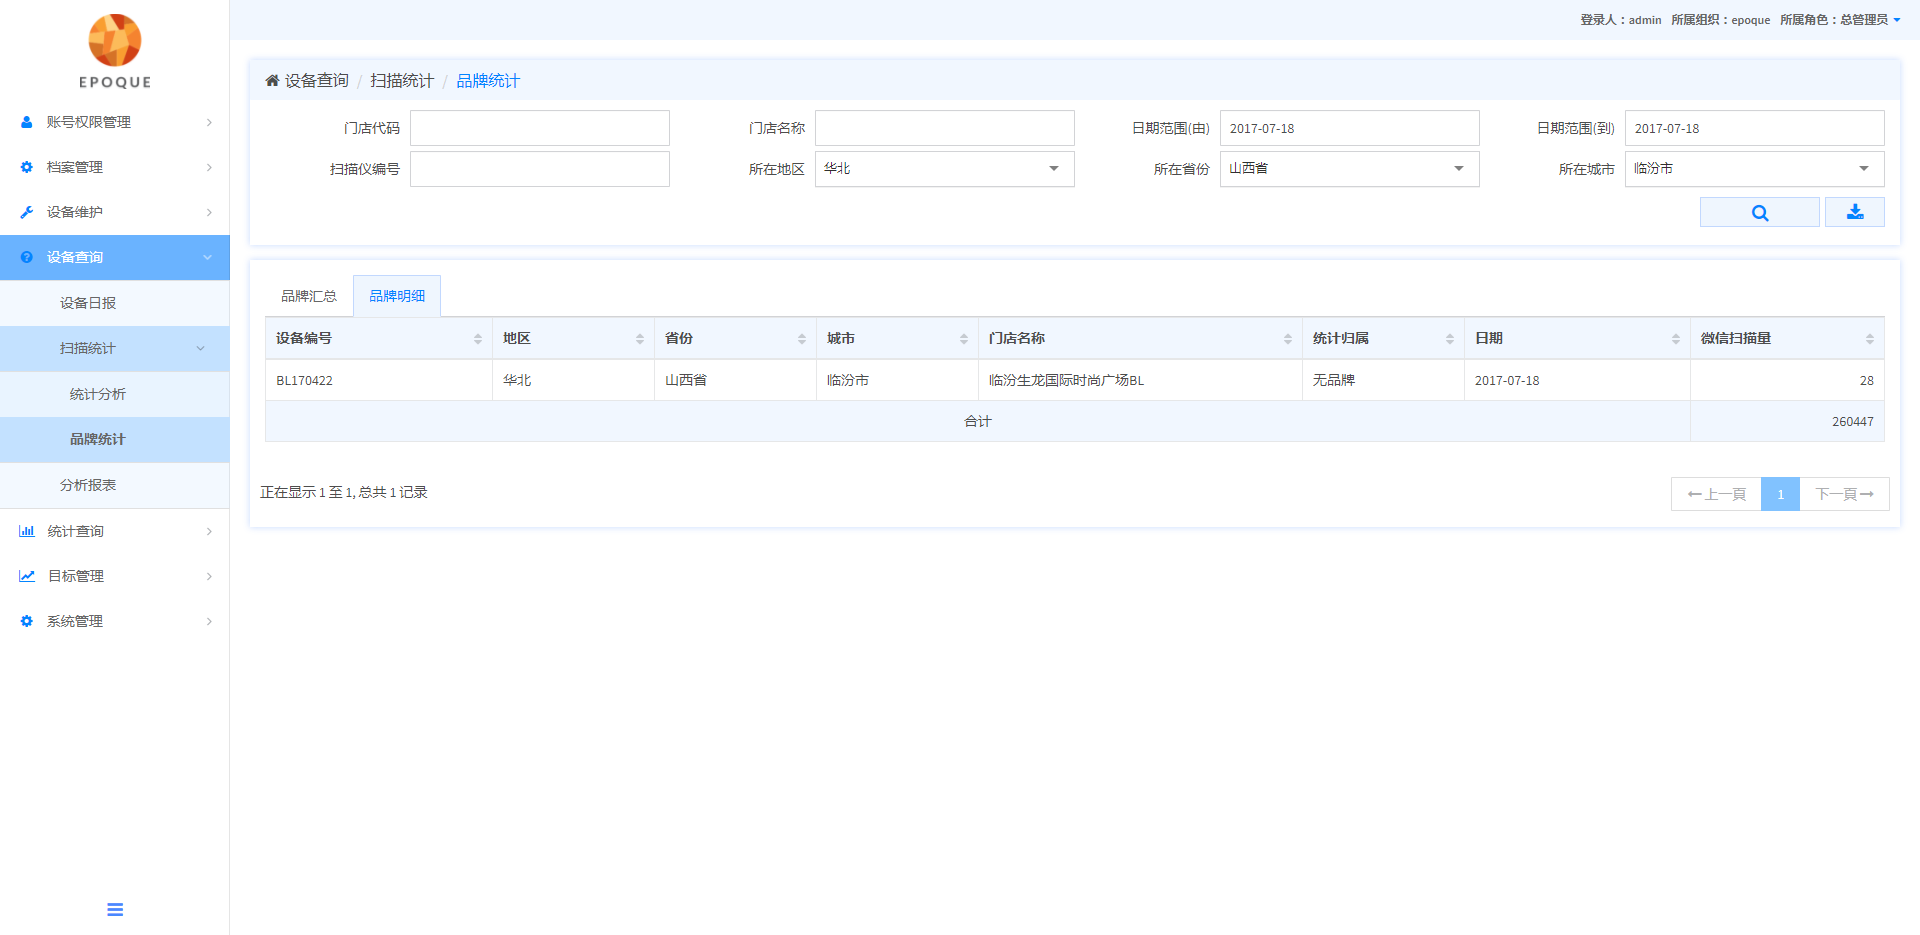 EPOQUE
登录人：admin 所属组织：epoque 所属角色：总管理员
账号权限管理
档案管理
设备维护
设备查询
设备日报
扫描统计
统计分析
品牌统计
分析报表
统计查询
目标管理
系统管理
设备查询 / 扫描统计 / 品牌统计
门店代码 门店名称 日期范围(由) 2017-07-18 日期范围(到) 2017-07-18
扫描仪编号 所在地区 华北 所在省份 山西省 所在城市 临汾市
品牌汇总 品牌明细
设备编号 地区 省份 城市 门店名称 统计归属 日期 微信扫描量
BL170422 华北 山西省 临汾市 临汾生龙国际时尚广场BL 无品牌 2017-07-18 28
合计 260447
正在显示 1 至 1, 总共 1 记录
←上一頁 1 下一頁→